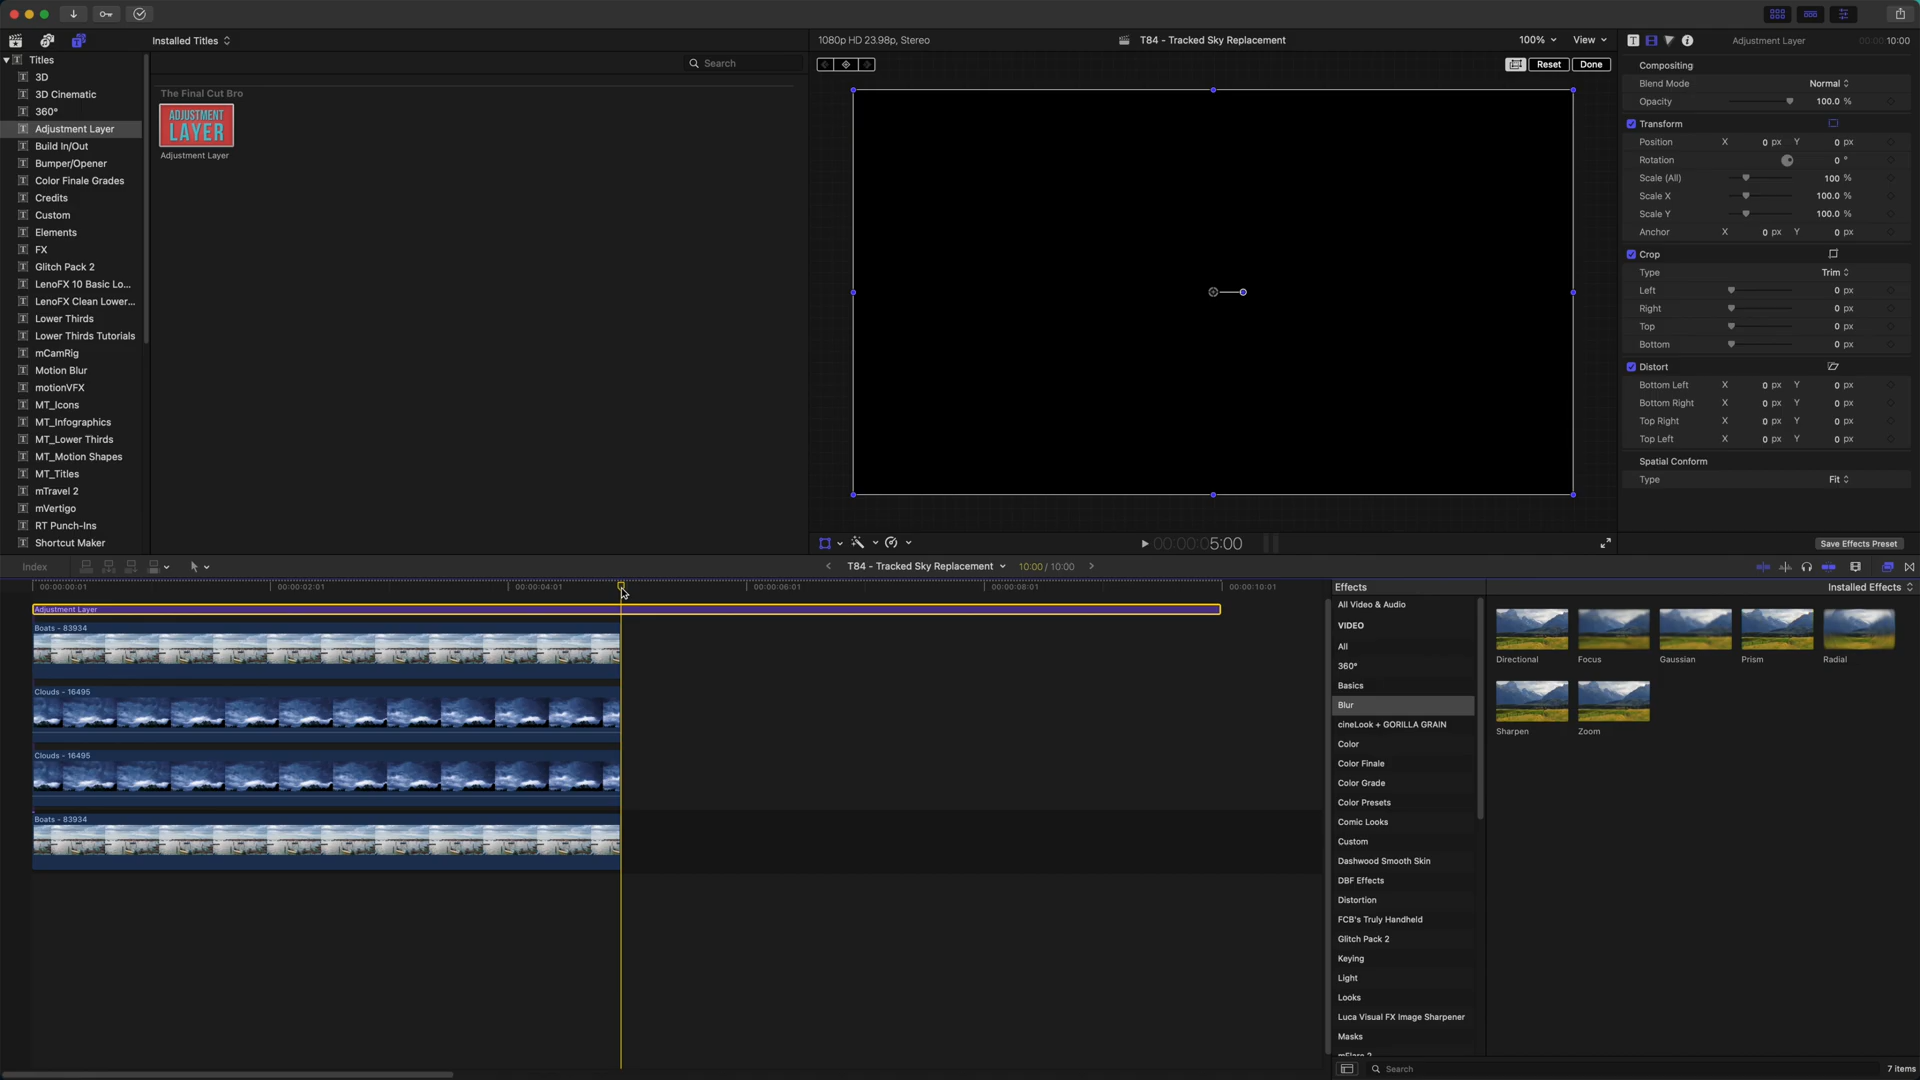 Installed Titles
1080p HD 23.98p, Stereo
T84 - Tracked Sky Replacement
100%
View
Adjustment Layer
00:00:10:00
Titles
3D
3D Cinematic
360°
Adjustment Layer
Build In/Out
Bumper/Opener
Color Finale Grades
Credits
Custom
Elements
FX
Glitch Pack 2
LenoFX 10 Basic Lo...
LenoFX Clean Lower...
Lower Thirds
Lower Thirds Tutorials
mCamRig
Motion Blur
motionVFX
MT_Icons
MT_Infographics
MT_Lower Thirds
MT_Motion Shapes
MT_Titles
mTravel 2
mVertigo
RT Punch-Ins
Shortcut Maker
Search
The Final Cut Bro
ADJUSTMENT
LAYER
Adjustment Layer
Reset
Done
00:00:05:00
Compositing
Blend Mode Normal
Opacity 100.0 %
Transform
Position X 0 px Y 0 px
Rotation 0 °
Scale (All) 100 %
Scale X 100.0 %
Scale Y 100.0 %
Anchor X 0 px Y 0 px
Crop
Type Trim
Left 0 px
Right 0 px
Top 0 px
Bottom 0 px
Distort
Bottom Left X 0 px Y 0 px
Bottom Right X 0 px Y 0 px
Top Right X 0 px Y 0 px
Top Left X 0 px Y 0 px
Spatial Conform
Type Fit
Save Effects Preset
Index
T84 - Tracked Sky Replacement
10:00 / 10:00
00:00:00:01
00:00:02:01
00:00:04:01
00:00:06:01
00:00:08:01
00:00:10:01
Adjustment Layer
Boats - 83934
Clouds - 16495
Clouds - 16495
Boats - 83934
Effects
Installed Effects
All Video & Audio
VIDEO
All
360°
Basics
Blur
cineLook + GORILLA GRAIN
Color
Color Finale
Color Grade
Color Presets
Comic Looks
Custom
Dashwood Smooth Skin
DBF Effects
Distortion
FCB's Truly Handheld
Glitch Pack 2
Keying
Light
Looks
Luca Visual FX Image Sharpener
Masks
mFlare 2
Directional
Focus
Gaussian
Prism
Radial
Sharpen
Zoom
Search
7 items